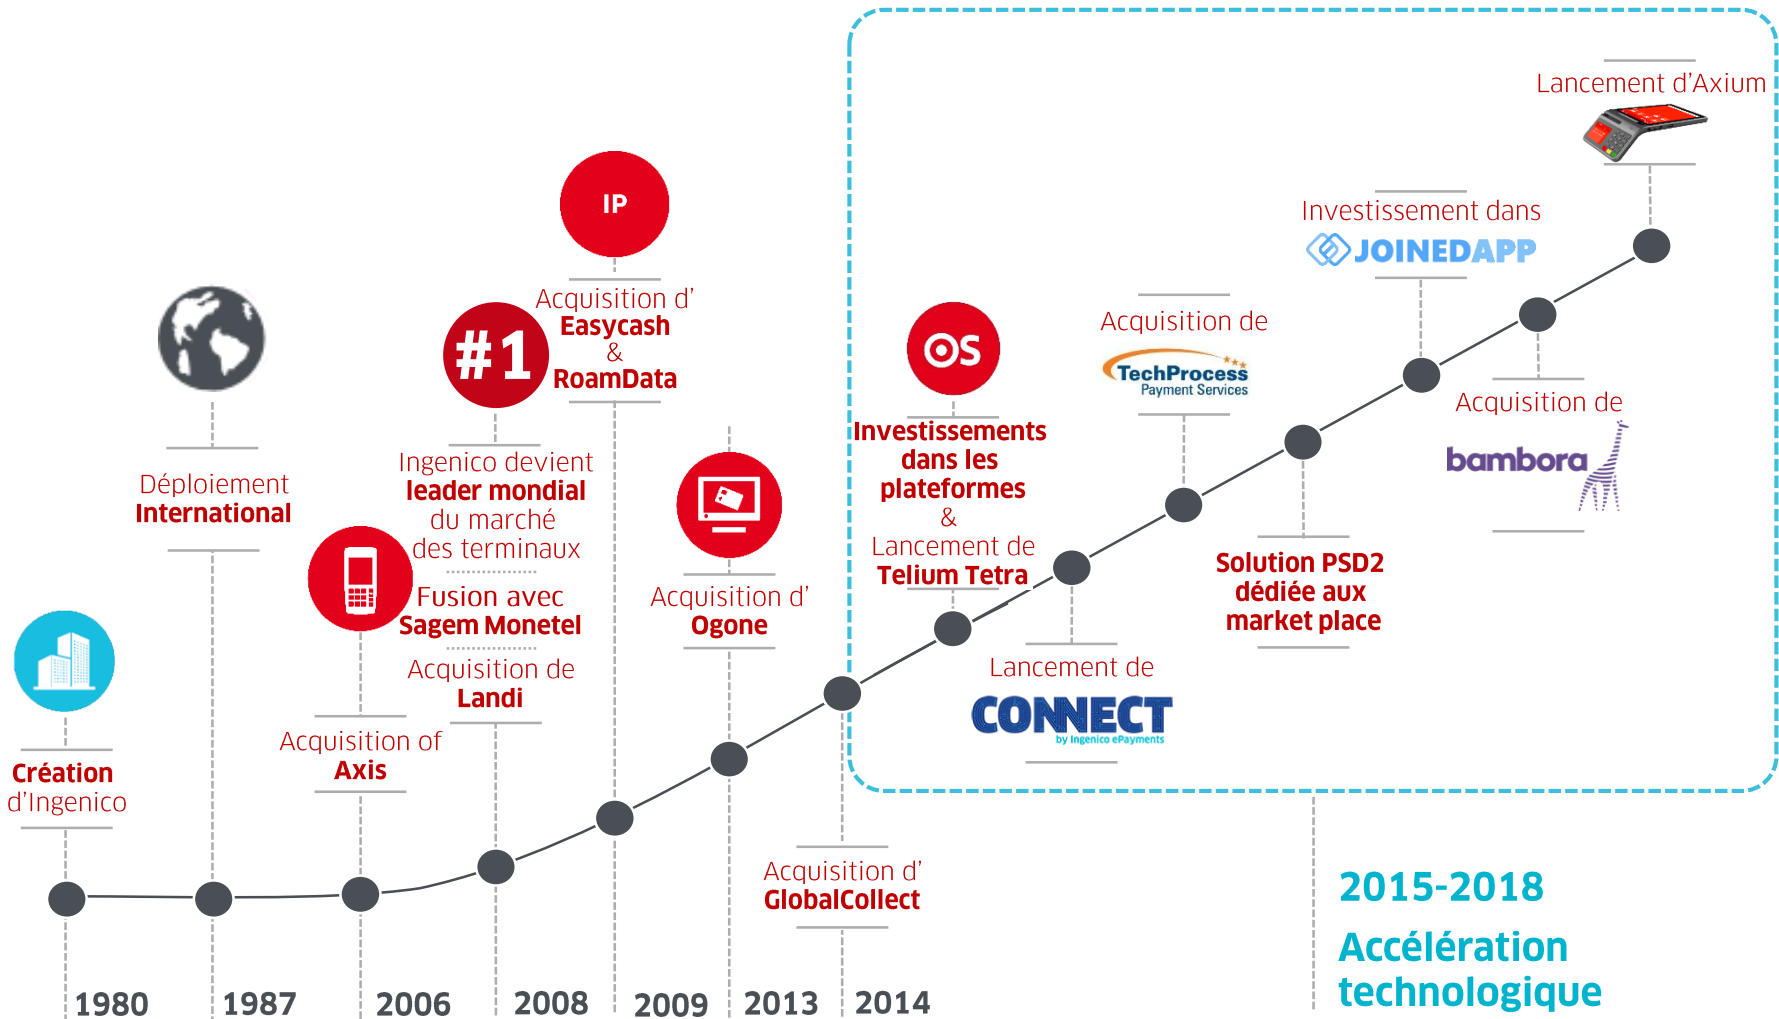 Création
d'Ingenico
1980
Déploiement
International
1987
Acquisition of
Axis
2006
#1
Ingenico devient
leader mondial
du marché
des terminaux
Fusion avec
Sagem Monetel
Acquisition de
Landi
2008
IP
Acquisition d'
Easycash
&
RoamData
2009
Acquisition d'
Ogone
2013
Acquisition d'
GlobalCollect
2014
OS
Investissements
dans les
plateformes
&
Lancement de
Telium Tetra
Lancement de
CONNECT
by Ingenico ePayments
Acquisition de
TechProcess
Payment Services
Solution PSD2
dédiée aux
market place
Investissement dans
JOINEDAPP
Acquisition de
bambora
Lancement d'Axium
2015-2018
Accélération
technologique